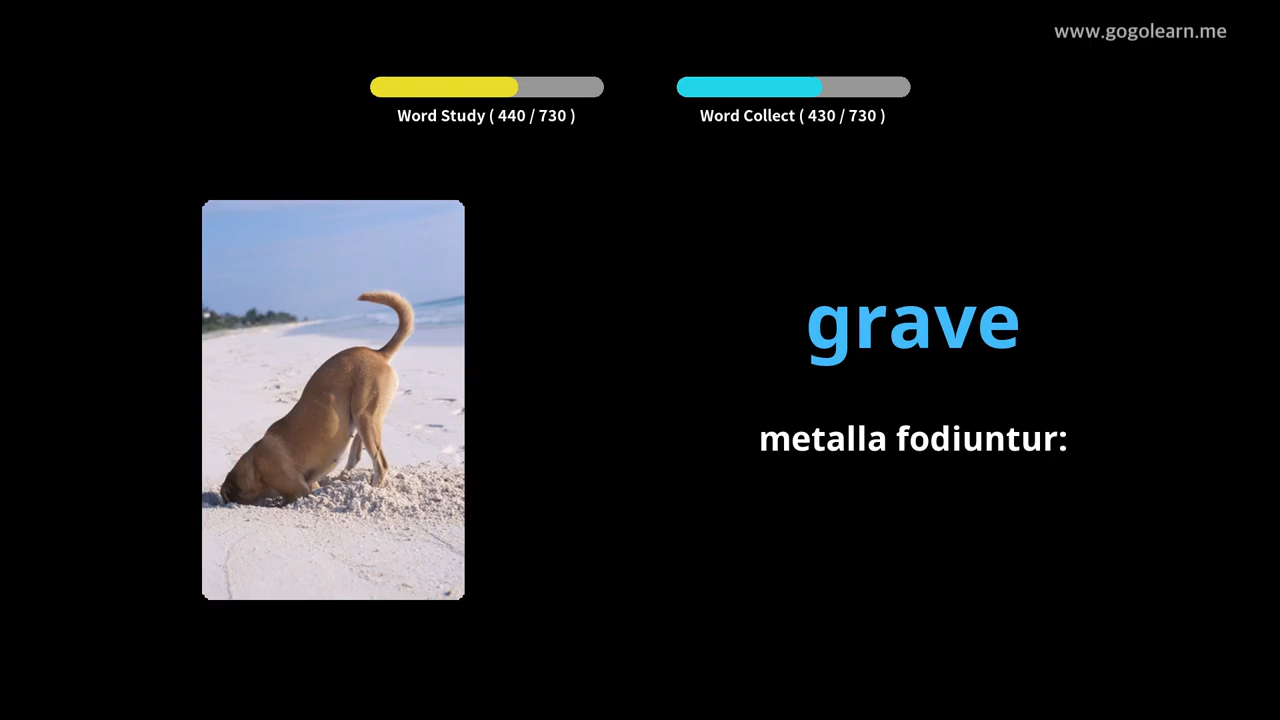 www.gogolearn.me
Word Study ( 440 / 730 )
Word Collect ( 430 / 730 )
grave
metalla fodiuntur: